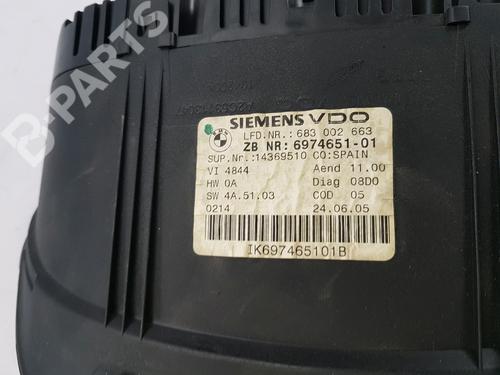 B-PARTS
SIEMENS VDO
LFD.NR.:683 002 663
ZB NR:6974651-01
SUP.Nr.:14369510 CO:SPAIN
VI 4844 Aend 11.00
HW 0A Diag 08D0
SW 4A.51.03 COD 05
0214 24.06.05
IK697465101B